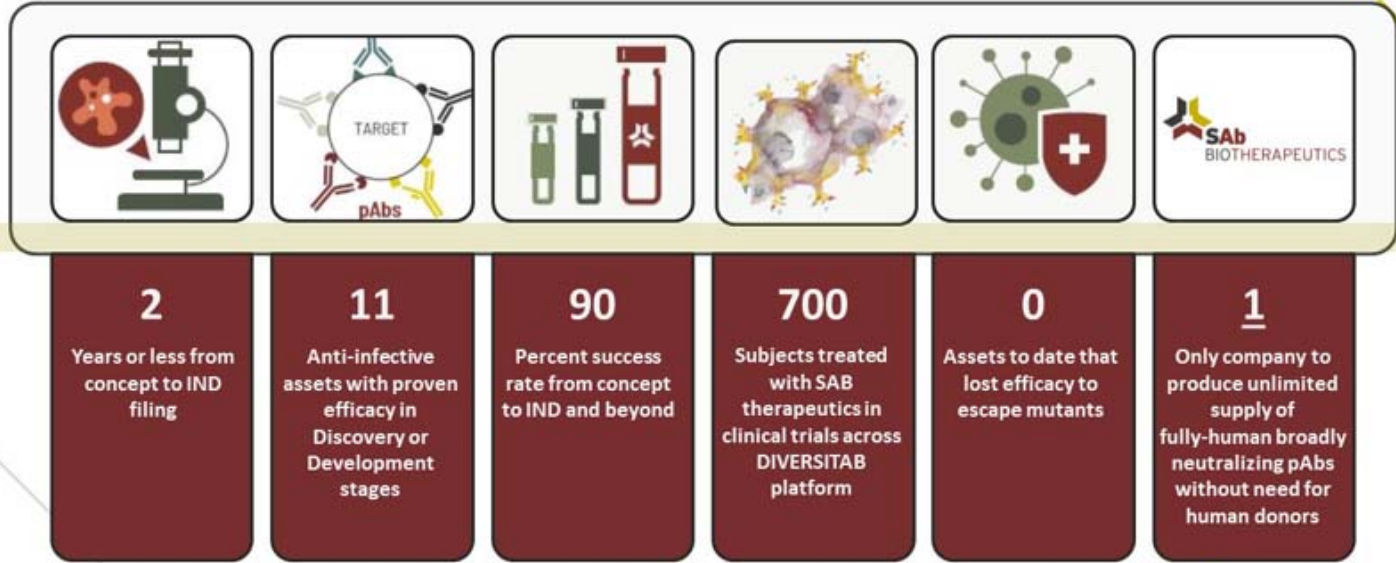 TARGET
pAbs
SAb
BIOTHERAPEUTICS
2
Years or less from
concept to IND
filing
11
Anti-infective
assets with proven
efficacy in
Discovery or
Development
stages
90
Percent success
rate from concept
to IND and beyond
700
Subjects treated
with SAB
therapeutics in
clinical trials across
DIVERSITAB
platform
0
Assets to date that
lost efficacy to
escape mutants
1
Only company to
produce unlimited
supply of
fully-human broadly
neutralizing pAbs
without need for
human donors